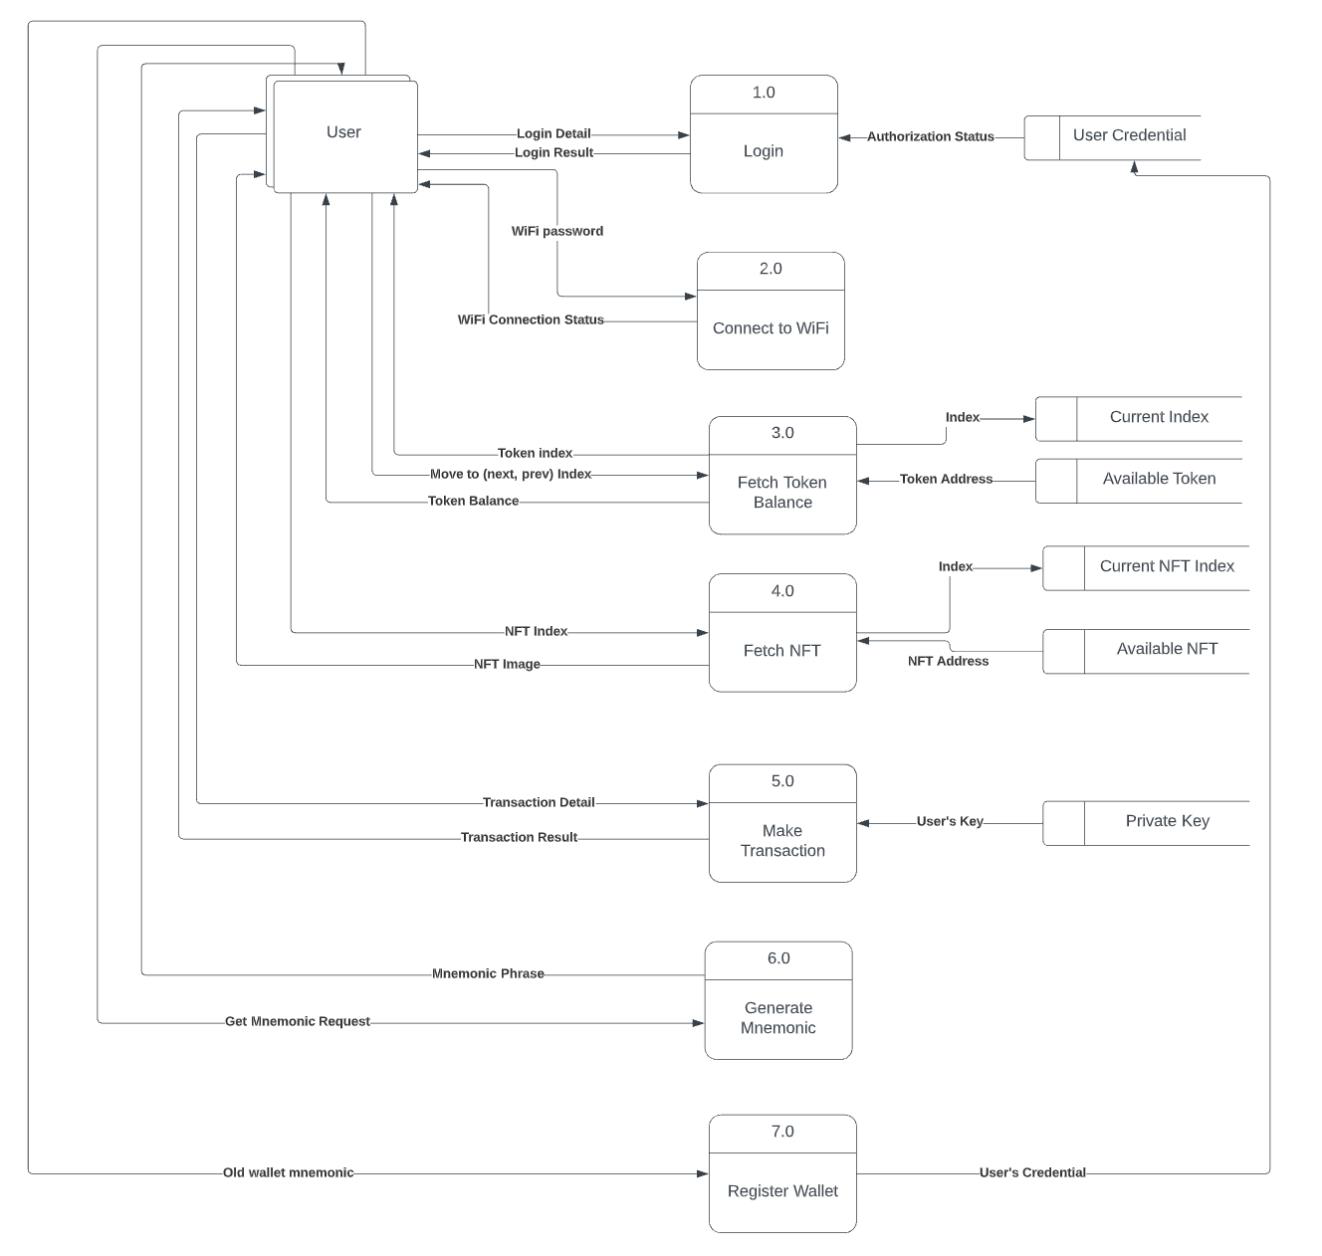 User
1.0
Login
Login Detail
Login Result
Authorization Status
User Credential
WiFi password
2.0
Connect to WiFi
WiFi Connection Status
Index
Current Index
3.0
Fetch Token
Balance
Token index
Move to (next, prev) Index
Token Balance
Token Address
Available Token
Index
Current NFT Index
4.0
Fetch NFT
NFT Index
NFT Image
NFT Address
Available NFT
5.0
Make
Transaction
Transaction Detail
Transaction Result
User's Key
Private Key
6.0
Generate
Mnemonic
Mnemonic Phrase
Get Mnemonic Request
7.0
Register Wallet
Old wallet mnemonic
User's Credential